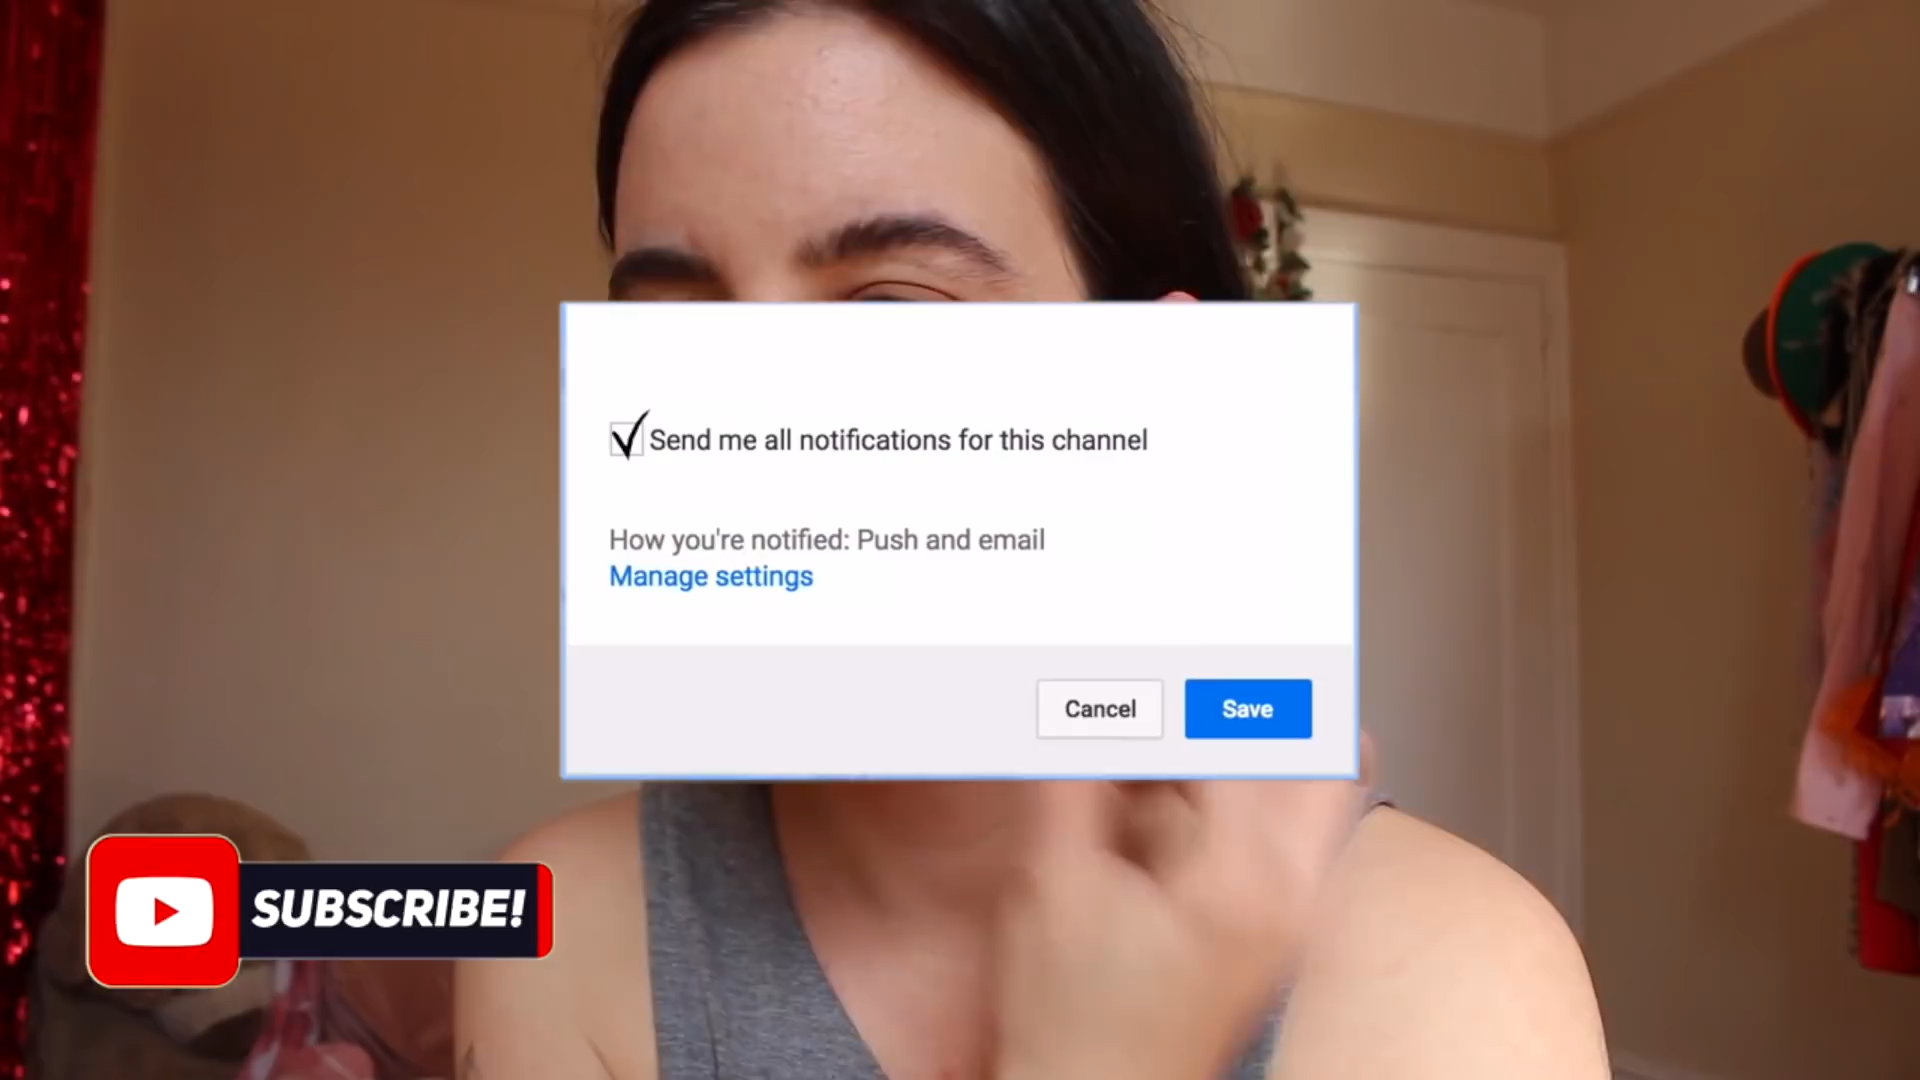 Send me all notifications for this channel
How you're notified: Push and email
Manage settings
Cancel
Save
SUBSCRIBE!